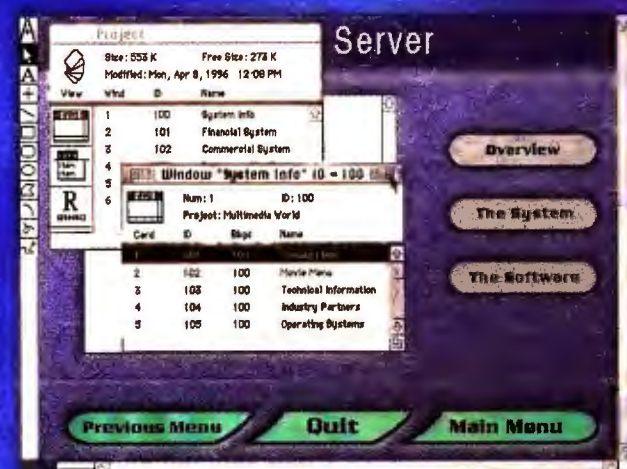 Server
Project
Size: 553 K Free Size: 273 K
Modified: Mon, Apr 8, 1996 12:08 PM
View Wind ID Name
1 100 System Info
2 101 Financial System
3 102 Commercial System
4
5
6
R
Window "System Info" ID = 100
Num: 1 ID: 100
Project: Multimedia World
Card ID Bkgr Name
1
2 102 100 Movie Menu
3 103 100 Technical Information
4 104 100 Industry Partners
5 105 100 Operating Systems
Overview
The System
The Software
Previous Menu
Quit
Main Menu
A
A